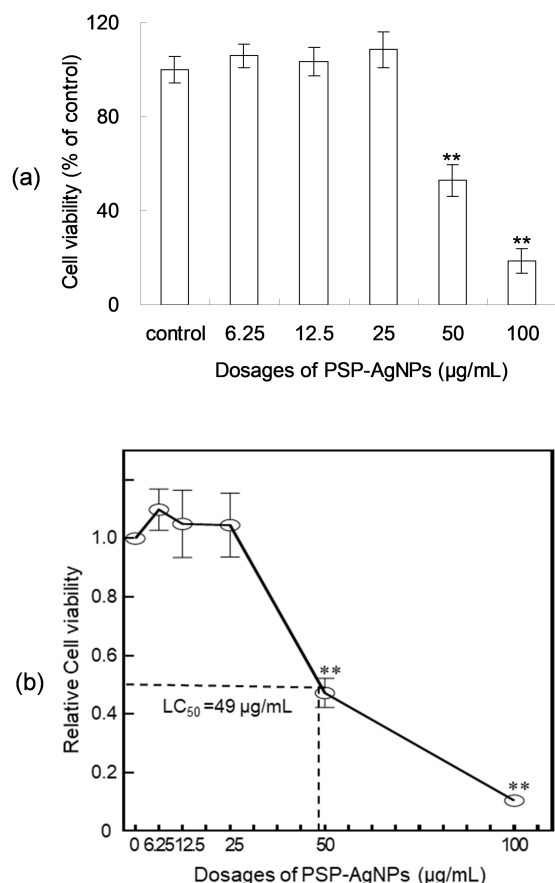 (a)
Cell viability (% of control)
120
80
40
0
**
**
control 6.25 12.5 25 50 100
Dosages of PSP-AgNPs (µg/mL)
(b)
Relative Cell viability
1.0
0.8
0.6
0.4
0.2
0
LC50 =49 µg/mL
**
**
0 6.25 12.5 25 50 100
Dosages of PSP-AgNPs (µg/mL)